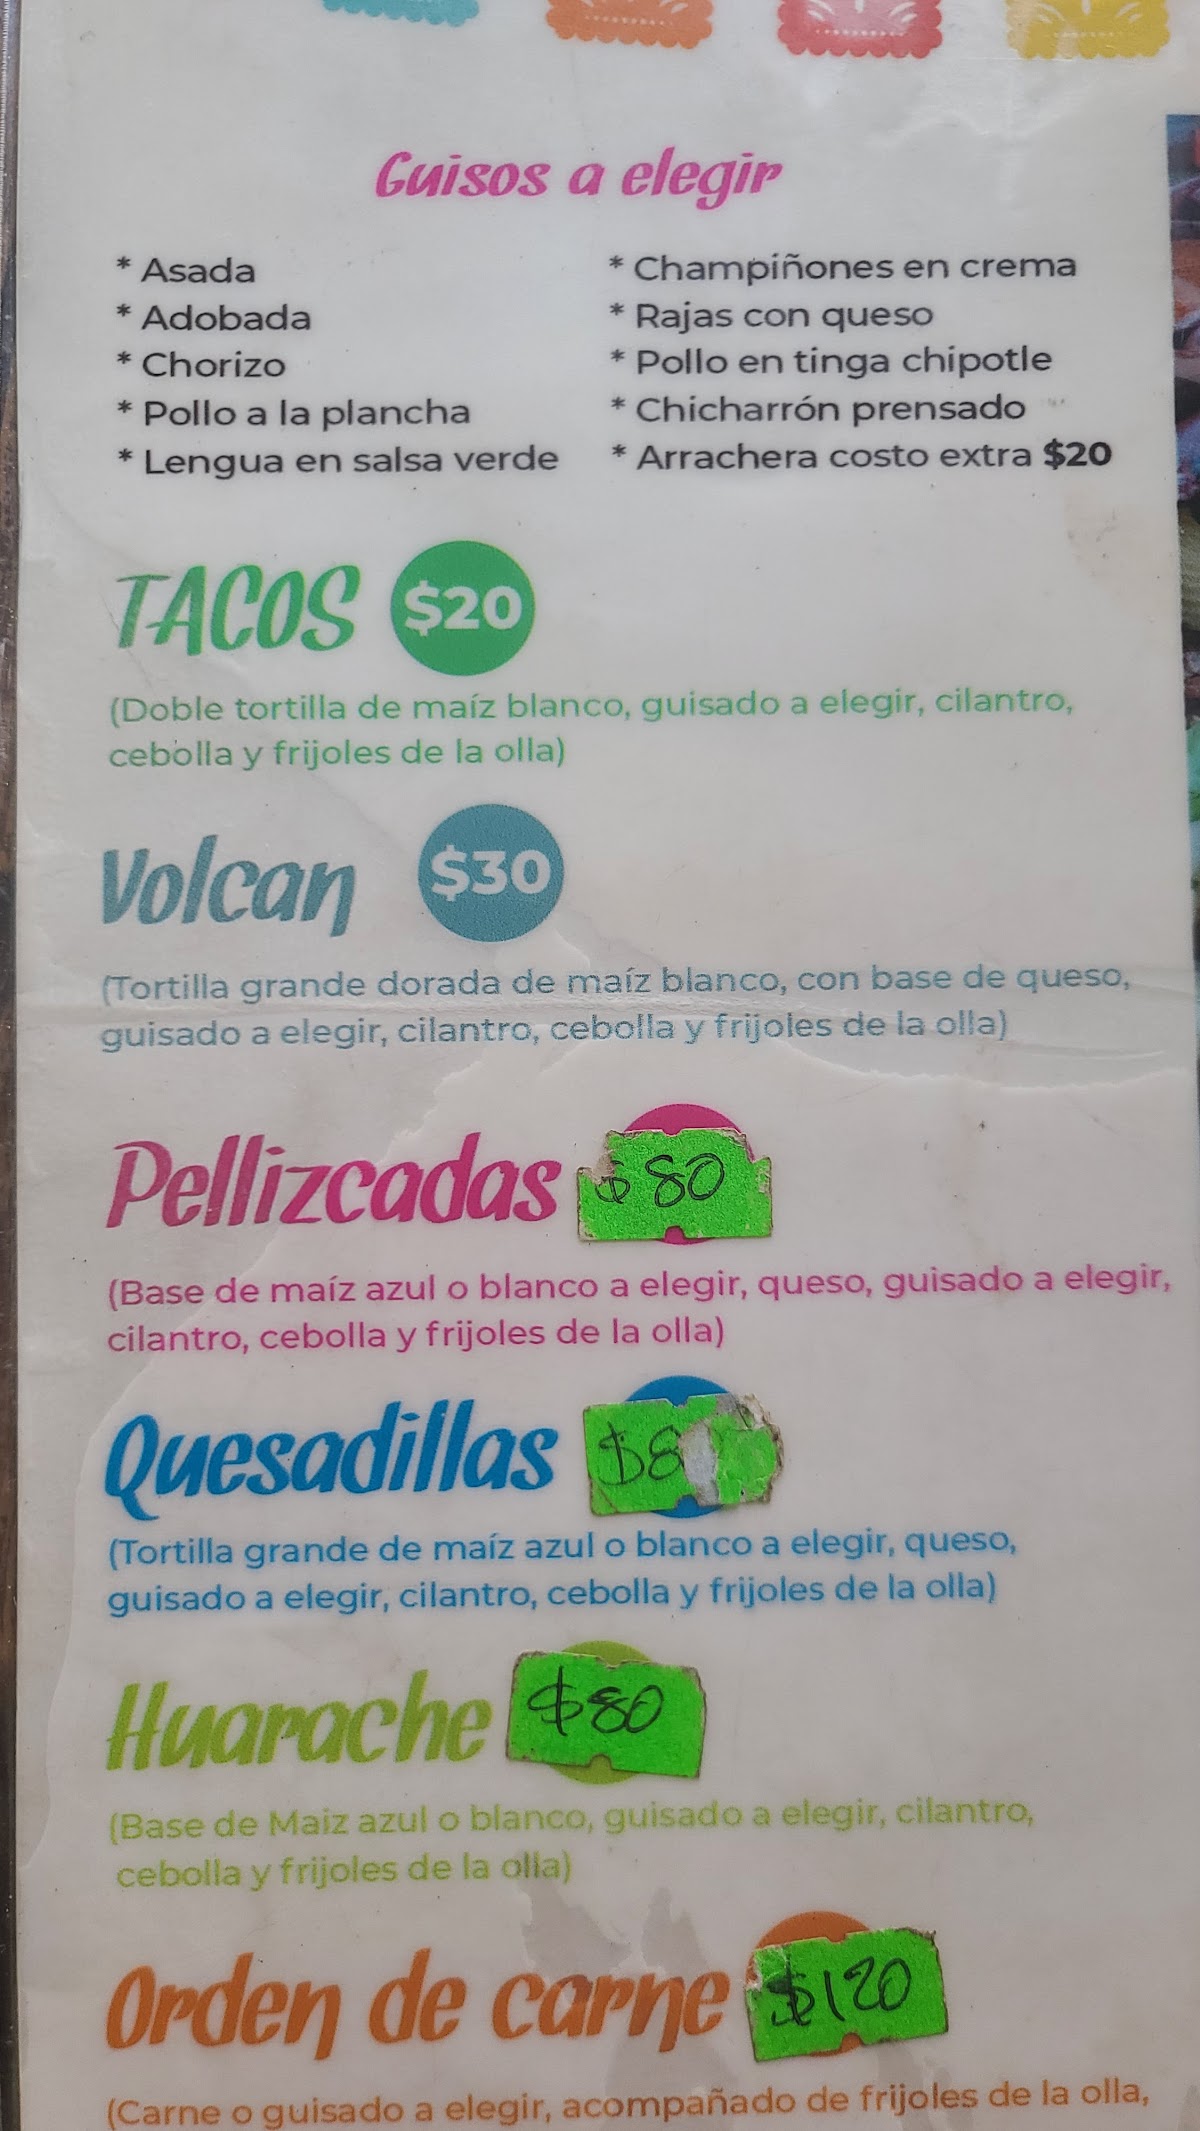 Guisos a elegir
* Asada
* Adobada
* Chorizo
* Pollo a la plancha
* Lengua en salsa verde
* Champiñones en crema
* Rajas con queso
* Pollo en tinga chipotle
* Chicharrón prensado
* Arrachera costo extra $20
TACOS $20
(Doble tortilla de maíz blanco, guisado a elegir, cilantro,
cebolla y frijoles de la olla)
Volcan $30
(Tortilla grande dorada de maíz blanco, con base de queso,
guisado a elegir, cilantro, cebolla y frijoles de la olla)
Pellizcadas $80
(Base de maíz azul o blanco a elegir, queso, guisado a elegir,
cilantro, cebolla y frijoles de la olla)
Quesadillas
(Tortilla grande de maíz azul o blanco a elegir, queso,
guisado a elegir, cilantro, cebolla y frijoles de la olla)
Huarache $80
(Base de Maiz azul o blanco, guisado a elegir, cilantro,
cebolla y frijoles de la olla)
Orden de carne $120
(Carne o guisado a elegir, acompañado de frijoles de la olla,